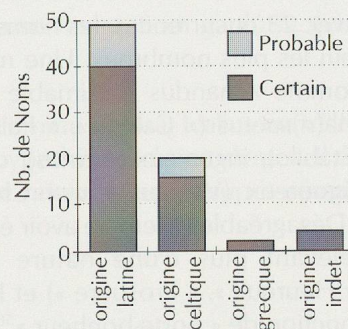 50
40
30
20
10
0
Nb. de Noms
Probable
Certain
origine
latine
origine
celtique
origine
grecque
origine
indet